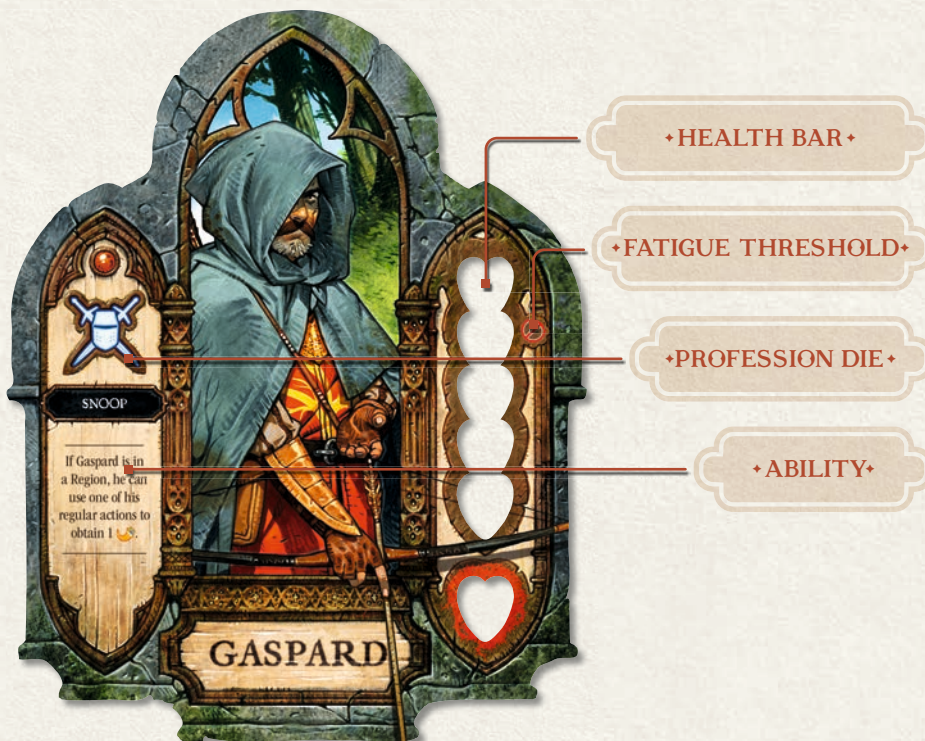 HEALTH BAR
FATIGUE THRESHOLD
PROFESSION DIE
SNOOP
ABILITY
If Gaspard is in
a Region, he can
use one of his
regular actions to
obtain 1 .
GASPARD